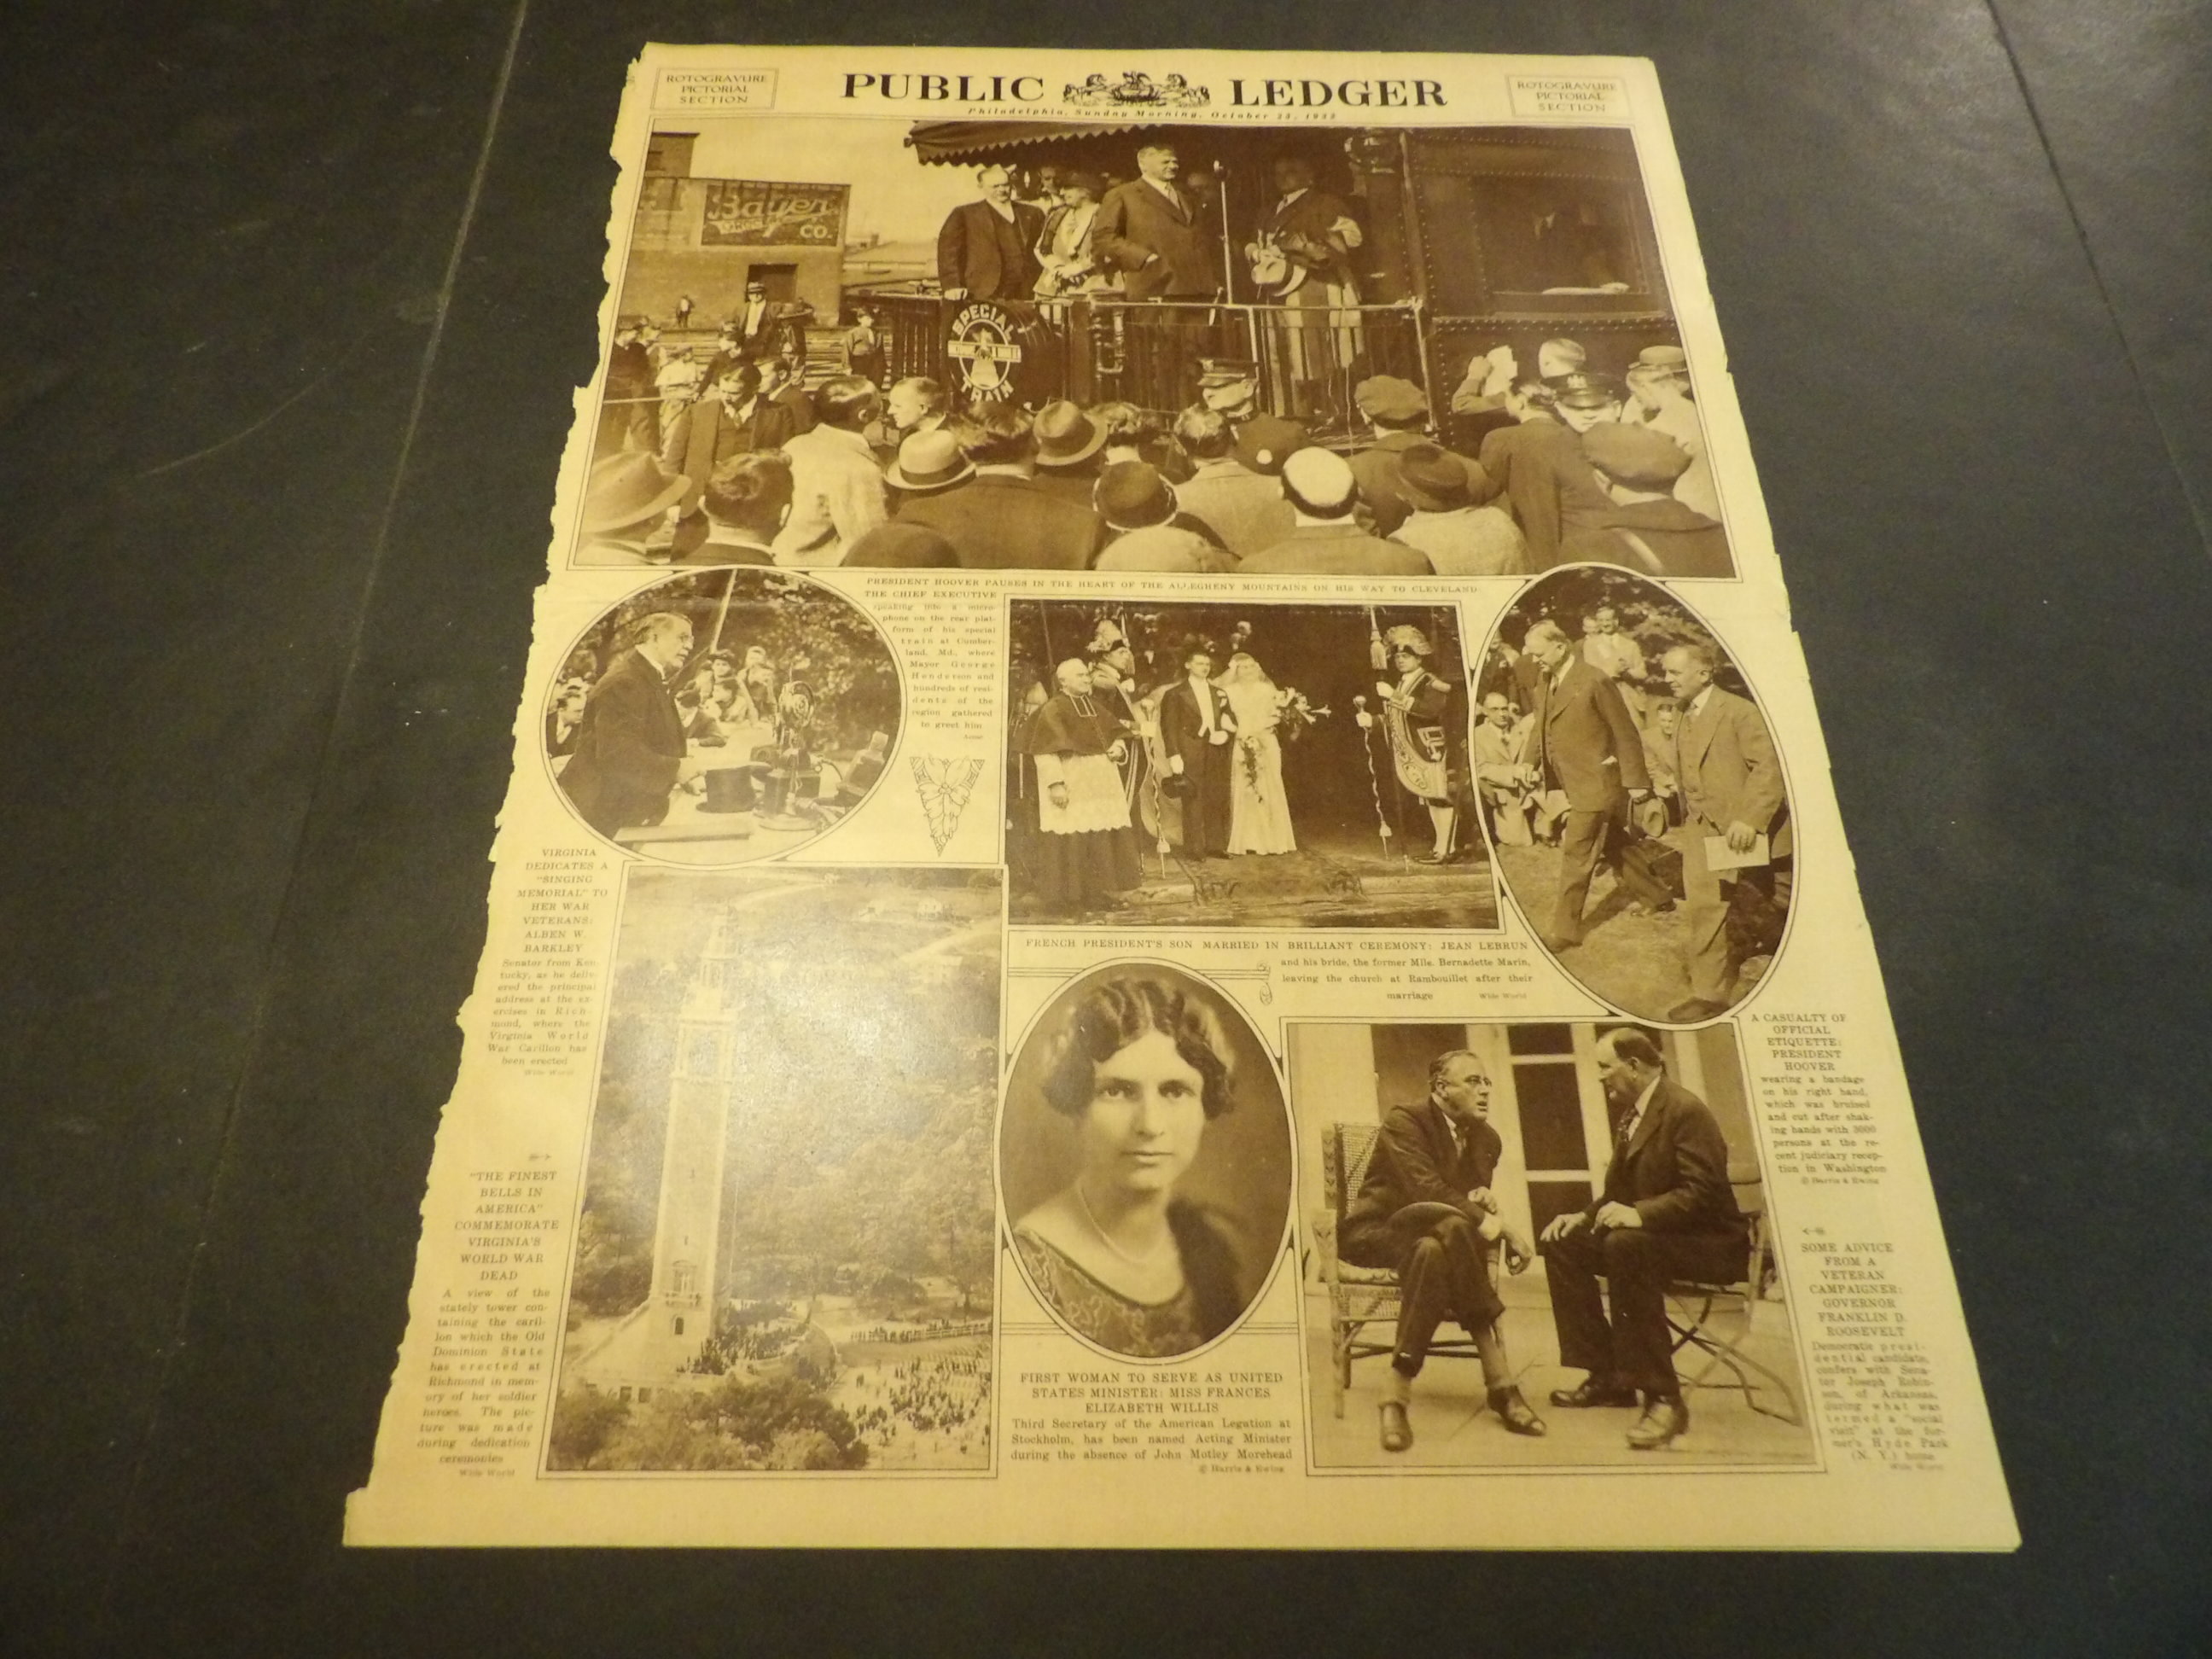 ROTOGRAVURE
PICTORIAL
SECTION
PUBLIC LEDGER
ROTOGRAVURE
PICTORIAL
SECTION
Philadelphia, Sunday Morning, October 23, 1932
Bayer
CO.
SPECIAL
TRAIN
PRESIDENT HOOVER PAUSES IN THE HEART OF THE ALLEGHENY MOUNTAINS ON HIS WAY TO CLEVELAND:
THE CHIEF EXECUTIVE
speaking into a micro-
phone on the rear plat-
form of his special
train at Cumber-
land, Md., where
Mayor George
Henderson and
hundreds of resi-
dents of the
region gathered
to greet him
VIRGINIA
DEDICATES A
"SINGING
MEMORIAL" TO
HER WAR
VETERANS:
ALBEN W.
BARKLEY
Senator from Ken-
tucky, as he deliv-
ered the principal
address at the ex-
ercises in Rich-
mond, where the
Virginia World
War Carillon has
been erected
Wide World
"THE FINEST
BELLS IN
AMERICA"
COMMEMORATE
VIRGINIA'S
WORLD WAR
DEAD
A view of the
stately tower con-
taining the caril-
lon which the Old
Dominion State
has erected at
Richmond in mem-
ory of her soldier
heroes. The pic-
ture was made
during dedication
ceremonies
Wide World
FRENCH PRESIDENT'S SON MARRIED IN BRILLIANT CEREMONY: JEAN LEBRUN
and his bride, the former Mlle. Bernadette Marin,
leaving the church at Rambouillet after their
marriage Wide World
FIRST WOMAN TO SERVE AS UNITED
STATES MINISTER: MISS FRANCES
ELIZABETH WILLIS
Third Secretary of the American Legation at
Stockholm, has been named Acting Minister
during the absence of John Motley Morehead
© Harris & Ewing
A CASUALTY OF
OFFICIAL
ETIQUETTE:
PRESIDENT
HOOVER
wearing a bandage
on his right hand,
which was bruised
and cut after shak-
ing hands with 3000
persons at the re-
cent judiciary recep-
tion in Washington
© Harris & Ewing
SOME ADVICE
FROM A
VETERAN
CAMPAIGNER:
GOVERNOR
FRANKLIN D.
ROOSEVELT
Democratic presi-
dential candidate,
confers with Sena-
tor Joseph Robin-
son, of Arkansas,
during what was
termed a "social
visit" at the for-
mer's Hyde Park
(N. Y.) home
Wide World